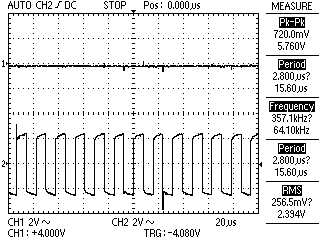 AUTO CH2 ∫ DC STOP Pos: 0.000µs MEASURE
Pk-Pk
720.0mV
5.760V
1
Period
2.800µs?
15.60µs
Frequency
357.1kHz?
64.10kHz
Period
2.800µs?
15.60µs
2
RMS
256.5mV?
2.394V
CH1 2V ~ CH2 2V ~ 20µs
CH1: +4.000V TRG: -4.080V